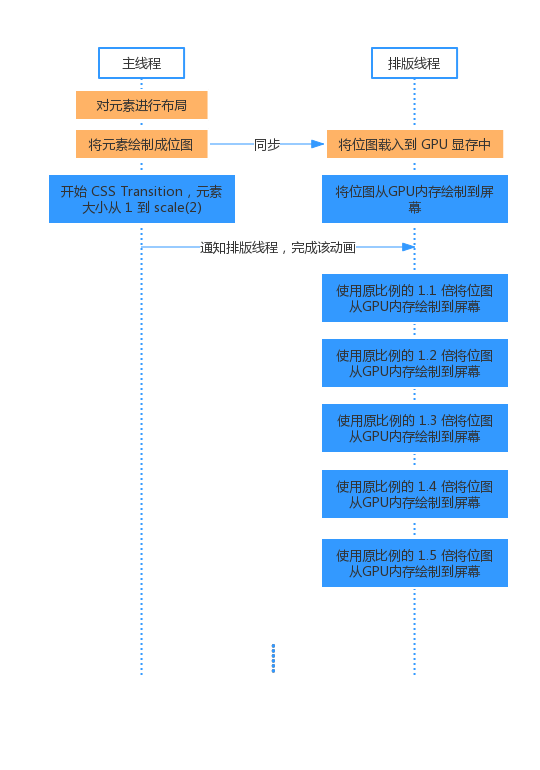 主线程
排版线程
对元素进行布局
将元素绘制成位图
同步
将位图载入到 GPU 显存中
开始 CSS Transition，元素
大小从 1 到 scale(2)
将位图从GPU内存绘制到屏
幕
通知排版线程，完成该动画
使用原比例的 1.1 倍将位图
从GPU内存绘制到屏幕
使用原比例的 1.2 倍将位图
从GPU内存绘制到屏幕
使用原比例的 1.3 倍将位图
从GPU内存绘制到屏幕
使用原比例的 1.4 倍将位图
从GPU内存绘制到屏幕
使用原比例的 1.5 倍将位图
从GPU内存绘制到屏幕